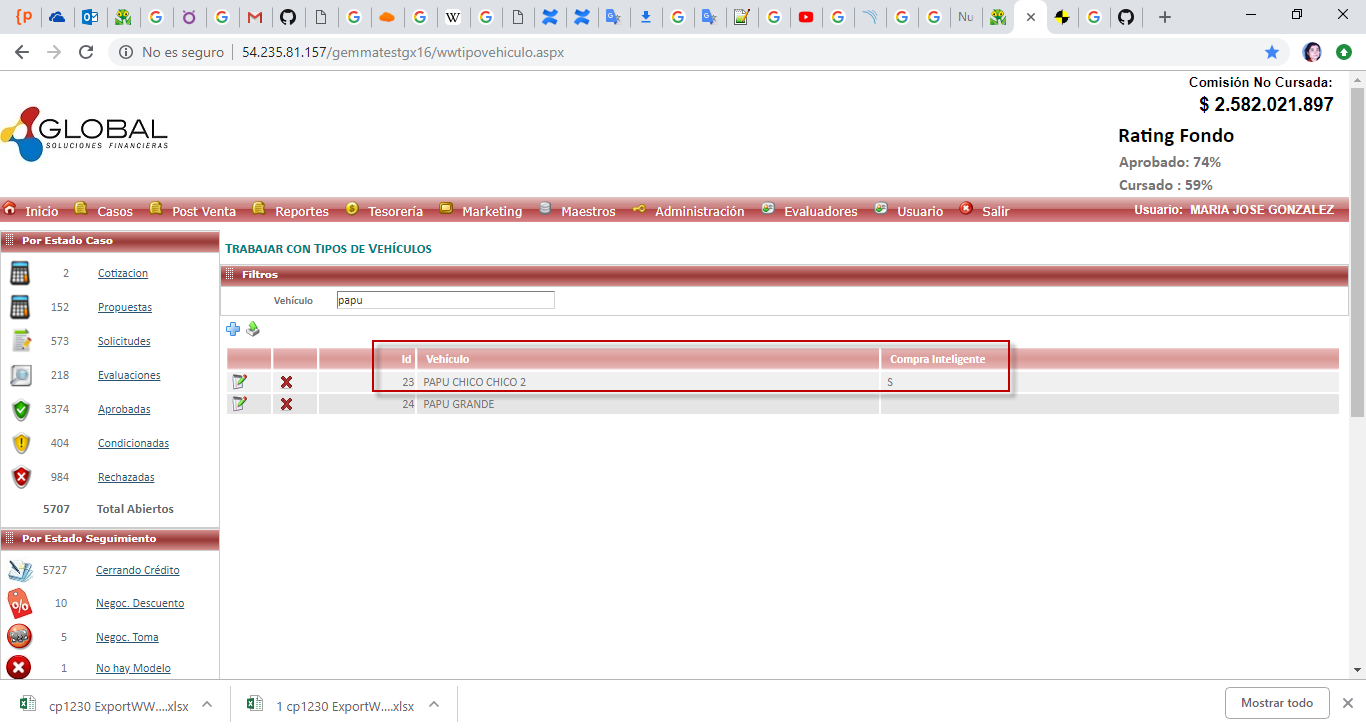 Nu
No es seguro
54.235.81.157/gemmatestgx16/wwtipovehiculo.aspx
GLOBAL
SOLUCIONES FINANCIERAS
Comisión No Cursada:
$ 2.582.021.897
Rating Fondo
Aprobado: 74%
Cursado : 59%
Inicio Casos Post Venta Reportes Tesorería Marketing Maestros Administración Evaluadores Usuario Salir Usuario: MARIA JOSE GONZALEZ
Por Estado Caso
2 Cotizacion
152 Propuestas
573 Solicitudes
218 Evaluaciones
3374 Aprobadas
404 Condicionadas
984 Rechazadas
5707 Total Abiertos
Por Estado Seguimiento
5727 Cerrando Crédito
10 Negoc. Descuento
5 Negoc. Toma
1 No hay Modelo
TRABAJAR CON TIPOS DE VEHÍCULOS
Filtros
Vehículo papu
Id Vehículo Compra Inteligente
23 PAPU CHICO CHICO 2 S
24 PAPU GRANDE
cp1230 ExportWW....xlsx
1 cp1230 ExportW....xlsx
Mostrar todo